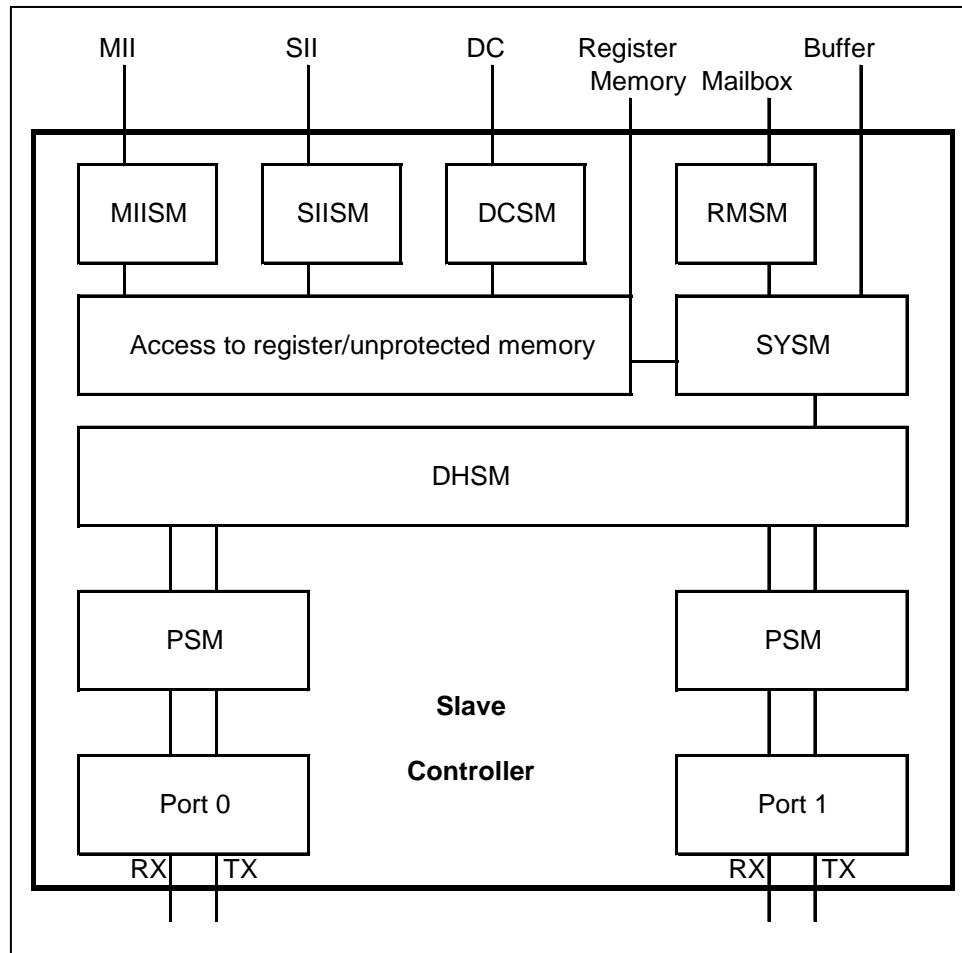 MII
SII
DC
Register
Buffer
Memory
Mailbox
MIISM
SIISM
DCSM
RMSM
Access to register/unprotected memory
SYSM
DHSM
PSM
PSM
Slave
Controller
Port 0
Port 1
RX
TX
RX
TX